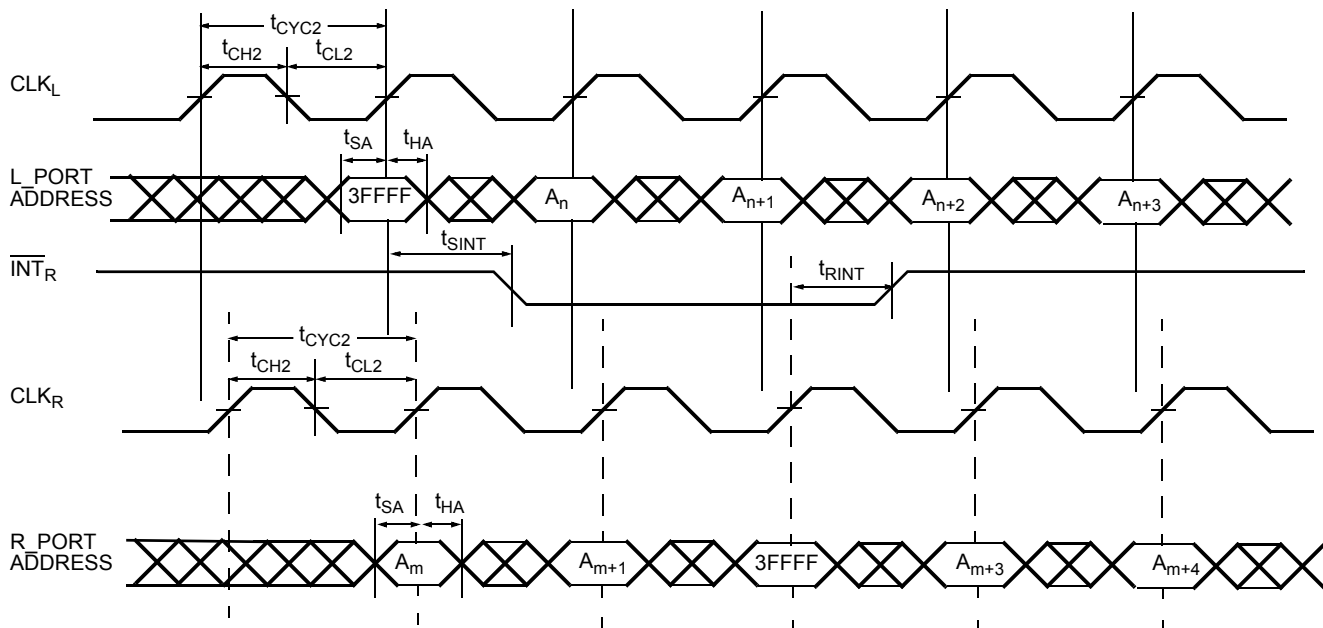 tCYC2
tCH2
tCL2
CLKL
tSA
tHA
L_PORT
ADDRESS
3FFFF
An
An+1
An+2
An+3
tSINT
INTR
tRINT
tCYC2
tCH2
tCL2
CLKR
tSA
tHA
R_PORT
ADDRESS
Am
Am+1
3FFFF
Am+3
Am+4